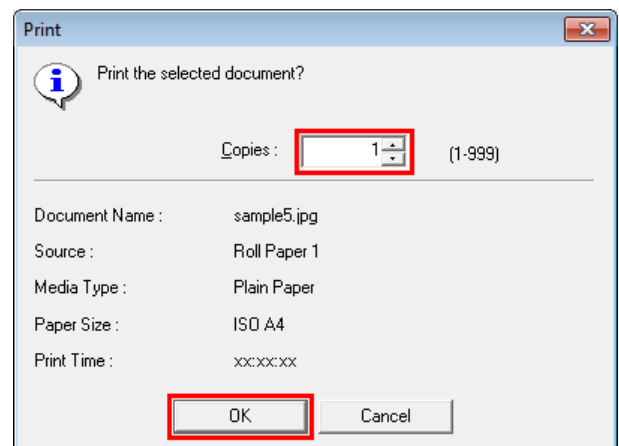 Print
Print the selected document?
Copies : 1 (1-999)
Document Name : sample5.jpg
Source : Roll Paper 1
Media Type : Plain Paper
Paper Size : ISO A4
Print Time : xx:xx:xx
OK Cancel